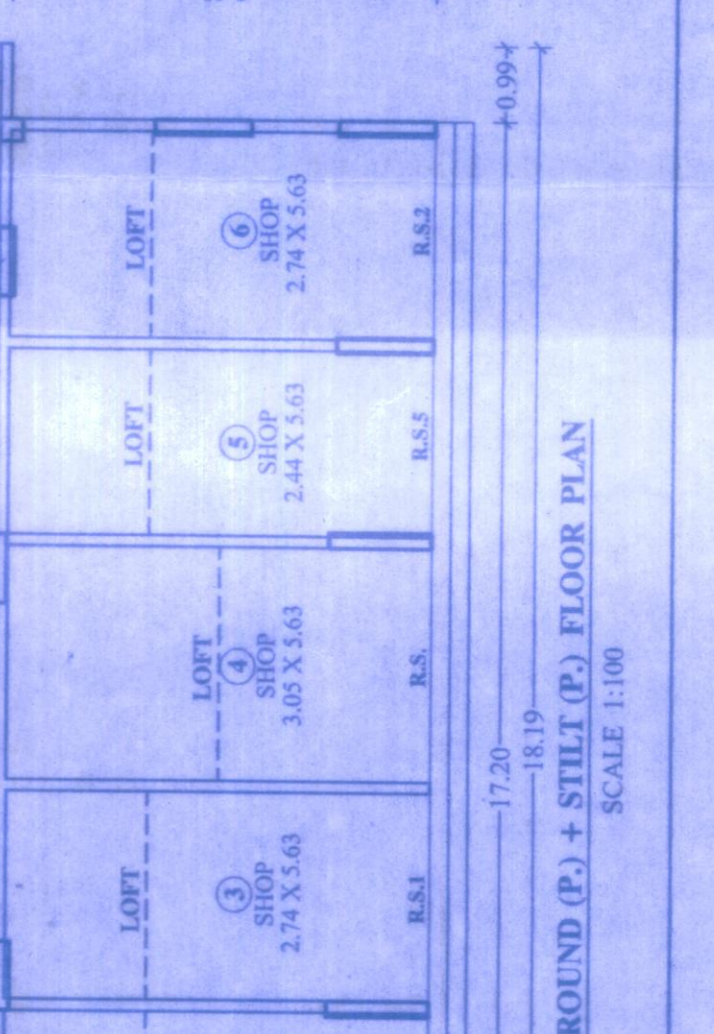 LOFT
3
SHOP
2.74 X 5.63
R.S.1
LOFT
4
SHOP
3.05 X 5.63
R.S.
LOFT
5
SHOP
2.44 X 5.63
R.S.5
LOFT
6
SHOP
2.74 X 5.63
R.S.2
17.20
0.99
18.19
ROUND (P.) + STILT (P.) FLOOR PLAN
SCALE 1:100